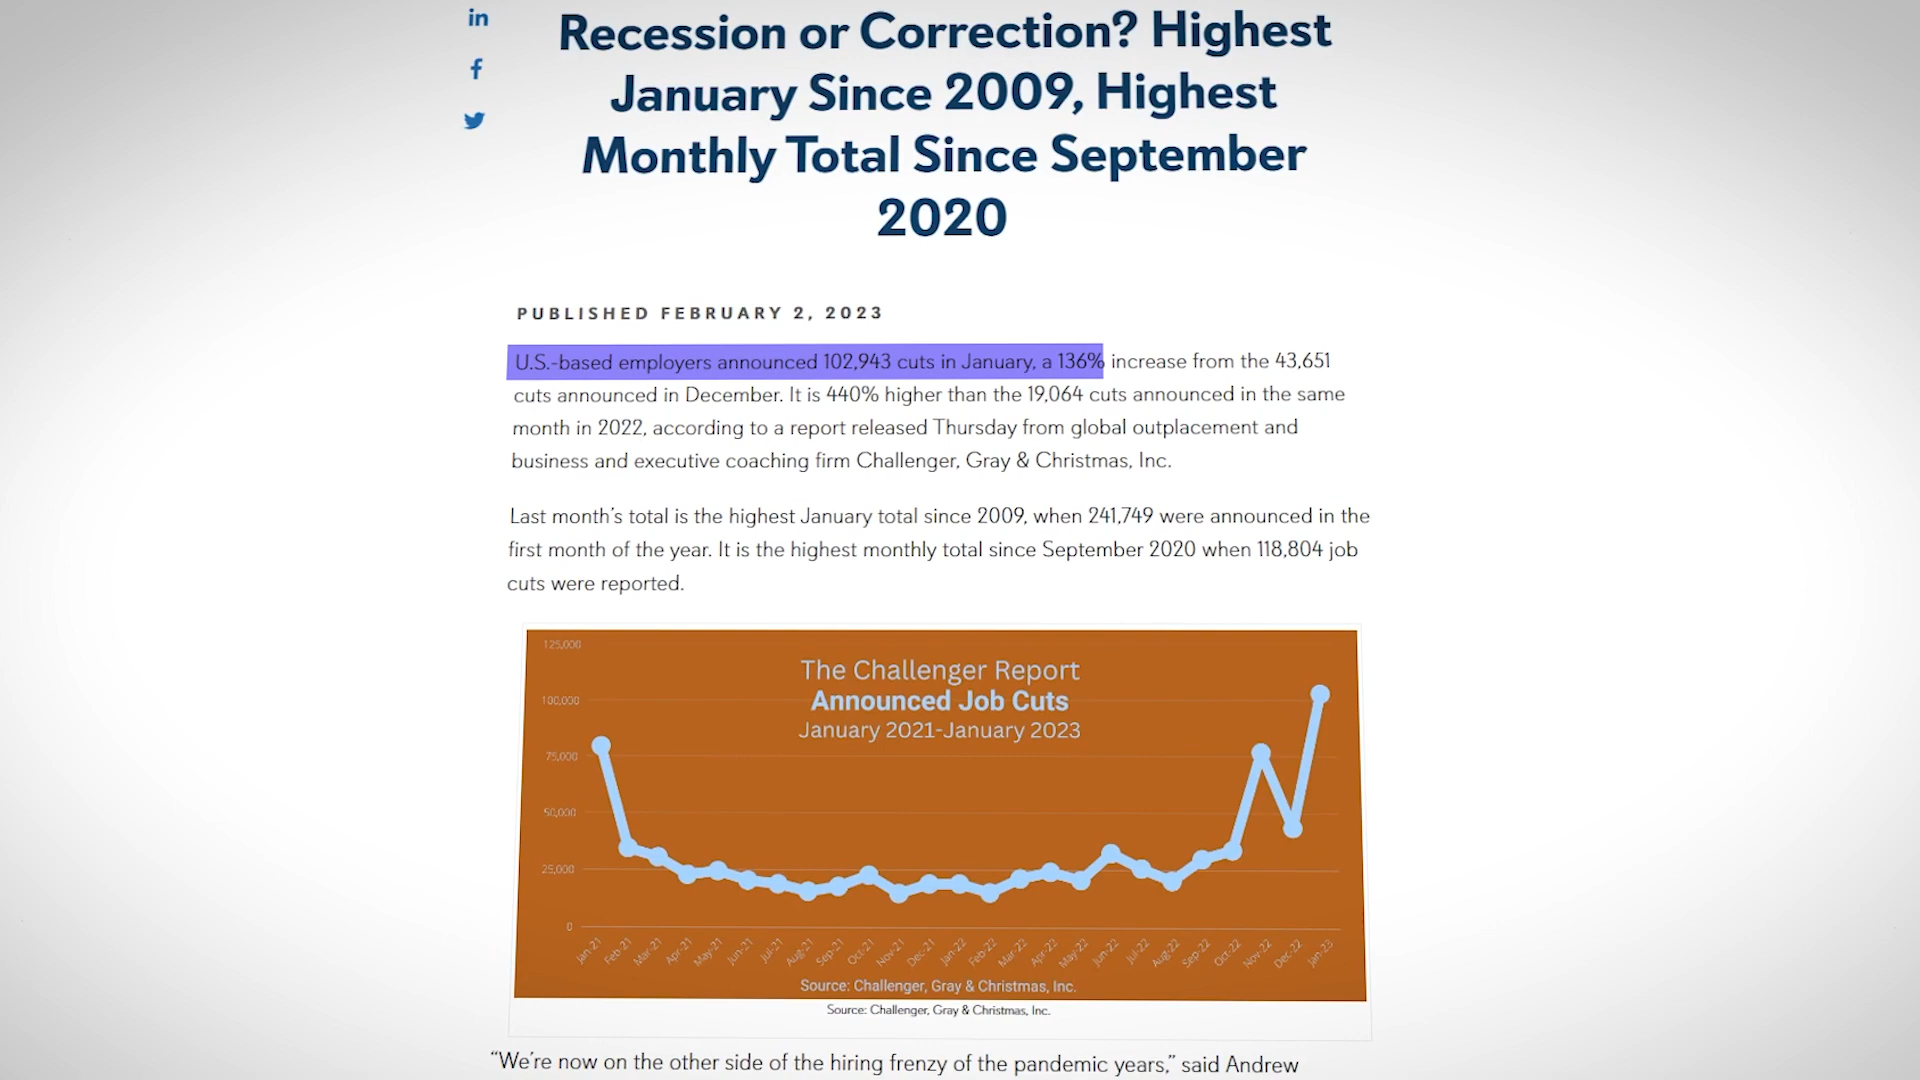 in
f
Recession or Correction? Highest
January Since 2009, Highest
Monthly Total Since September
2020
PUBLISHED FEBRUARY 2, 2023
U.S.-based employers announced 102,943 cuts in January, a 136% increase from the 43,651
cuts announced in December. It is 440% higher than the 19,064 cuts announced in the same
month in 2022, according to a report released Thursday from global outplacement and
business and executive coaching firm Challenger, Gray & Christmas, Inc.
Last month's total is the highest January total since 2009, when 241,749 were announced in the
first month of the year. It is the highest monthly total since September 2020 when 118,804 job
cuts were reported.
The Challenger Report
Announced Job Cuts
January 2021-January 2023
125,000
100,000
75,000
50,000
25,000
0
Jan-21
Feb-21
Mar-21
Apr-21
May-21
Jun-21
Jul-21
Aug-21
Sep-21
Oct-21
Nov-21
Dec-21
Jan-22
Feb-22
Mar-22
Apr-22
May-22
Jun-22
Jul-22
Aug-22
Sep-22
Oct-22
Nov-22
Dec-22
Jan-23
Source: Challenger, Gray & Christmas, Inc.
Source: Challenger, Gray & Christmas, Inc.
“We’re now on the other side of the hiring frenzy of the pandemic years,” said Andrew